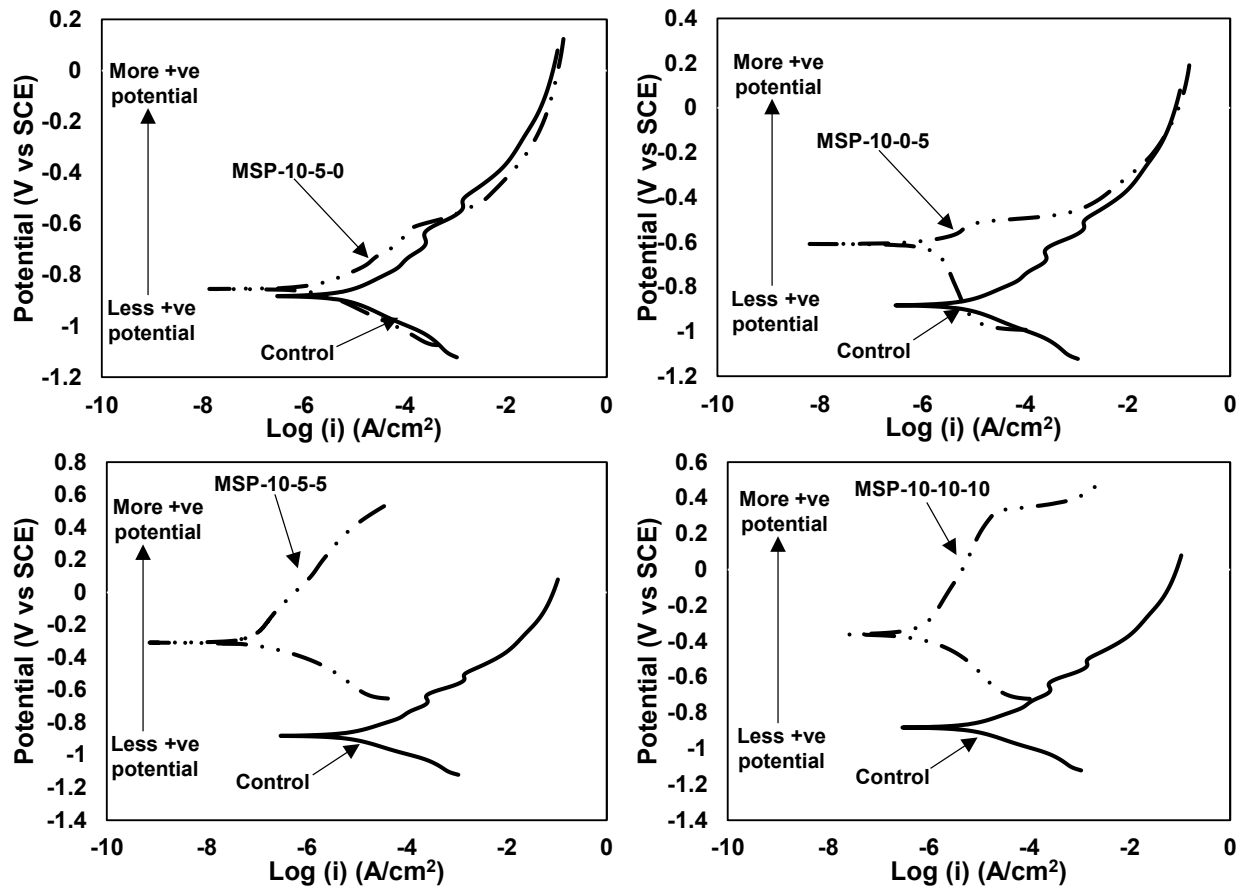 0.2
0
-0.2
-0.4
-0.6
-0.8
-1
-1.2
Potential (V vs SCE)
More +ve
potential
MSP-10-5-0
Less +ve
potential
Control
-10
-8
-6
-4
-2
0
Log (i) (A/cm²)
0.4
0.2
0
-0.2
-0.4
-0.6
-0.8
-1
-1.2
Potential (V vs SCE)
More +ve
potential
MSP-10-0-5
Less +ve
potential
Control
-10
-8
-6
-4
-2
0
Log (i) (A/cm²)
0.8
0.6
0.4
0.2
0
-0.2
-0.4
-0.6
-0.8
-1
-1.2
-1.4
Potential (V vs SCE)
More +ve
potential
MSP-10-5-5
Less +ve
potential
Control
-10
-8
-6
-4
-2
0
Log (i) (A/cm²)
0.6
0.4
0.2
0
-0.2
-0.4
-0.6
-0.8
-1
-1.2
-1.4
Potential (V vs SCE)
More +ve
potential
MSP-10-10-10
Less +ve
potential
Control
-10
-8
-6
-4
-2
0
Log (i) (A/cm²)